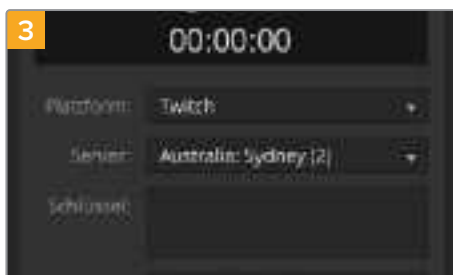 3
00:00:00
Plattform: Twitch
Server: Australia: Sydney (2)
Schlüssel: